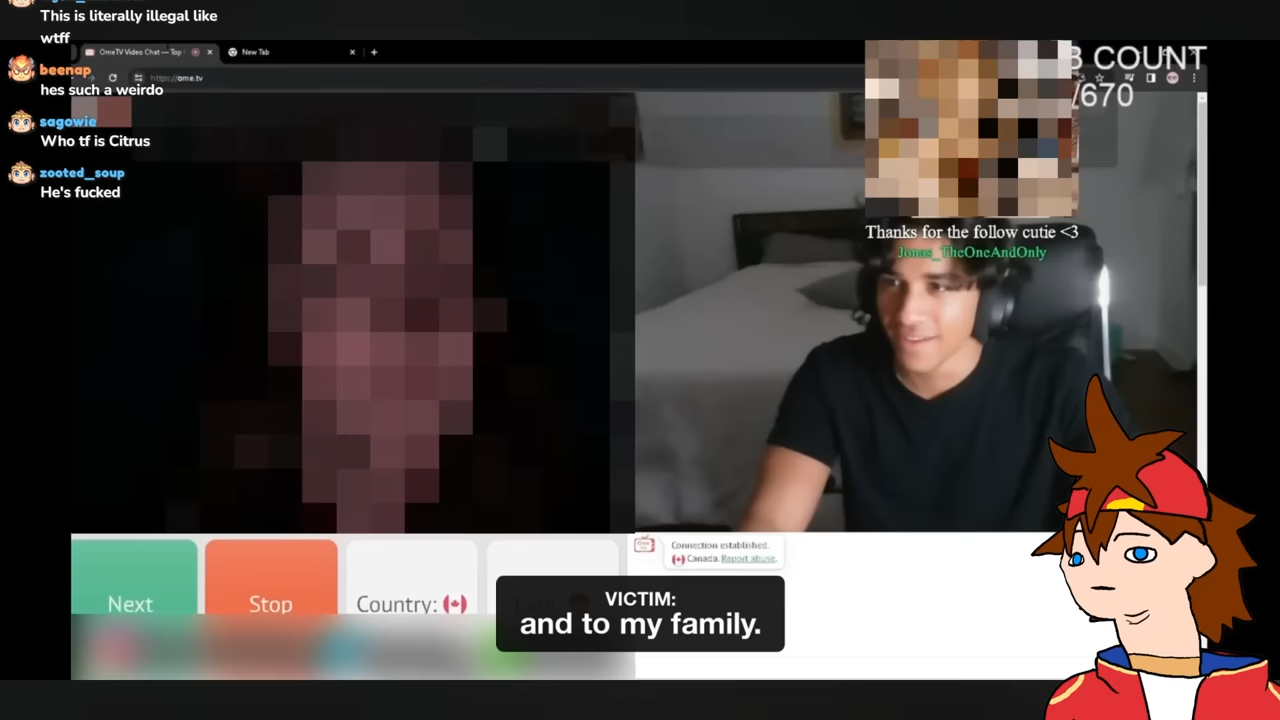 This is literally illegal like
wtff
beenap
hes such a weirdo
sagowie
Who tf is Citrus
zooted_soup
He's fucked
OmeTV Video Chat — Top
New Tab
https://ome.tv
B COUNT
/670
Thanks for the follow cutie <3
Jonas_TheOneAndOnly
Connection established.
Canada. Report abuse.
Next
Stop
Country:
VICTIM:
and to my family.